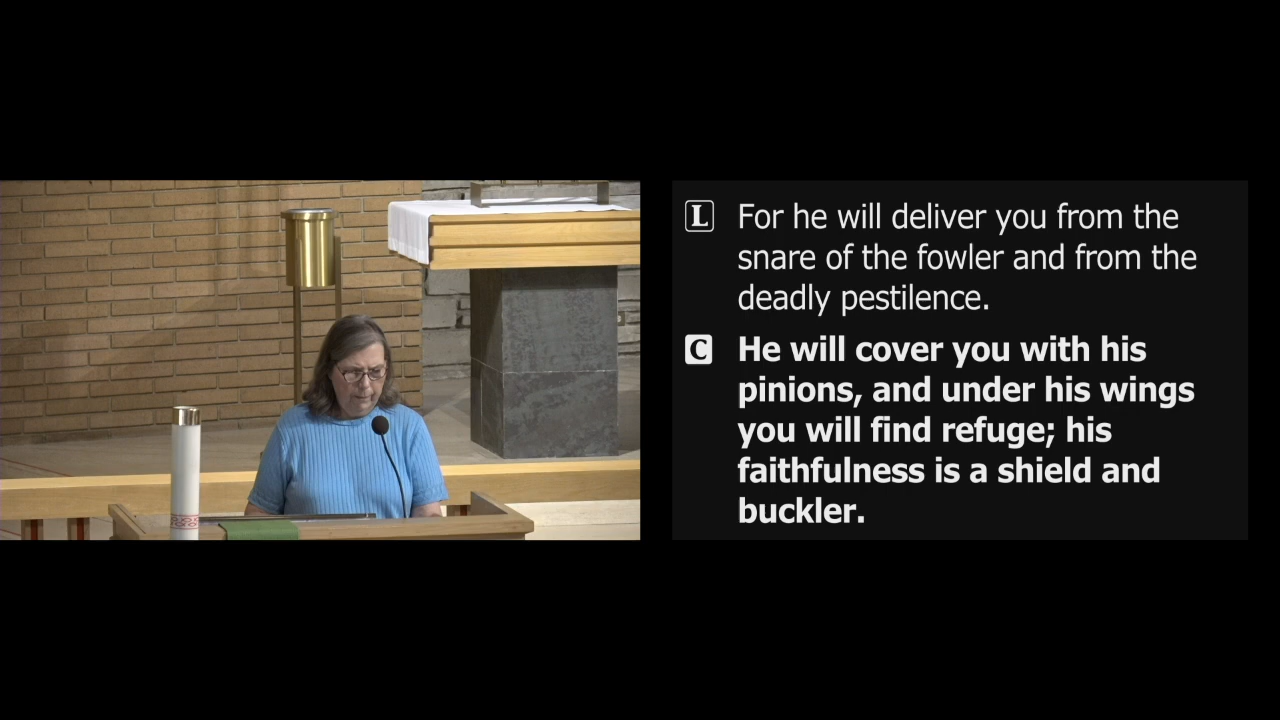 L For he will deliver you from the
snare of the fowler and from the
deadly pestilence.
C He will cover you with his
pinions, and under his wings
you will find refuge; his
faithfulness is a shield and
buckler.